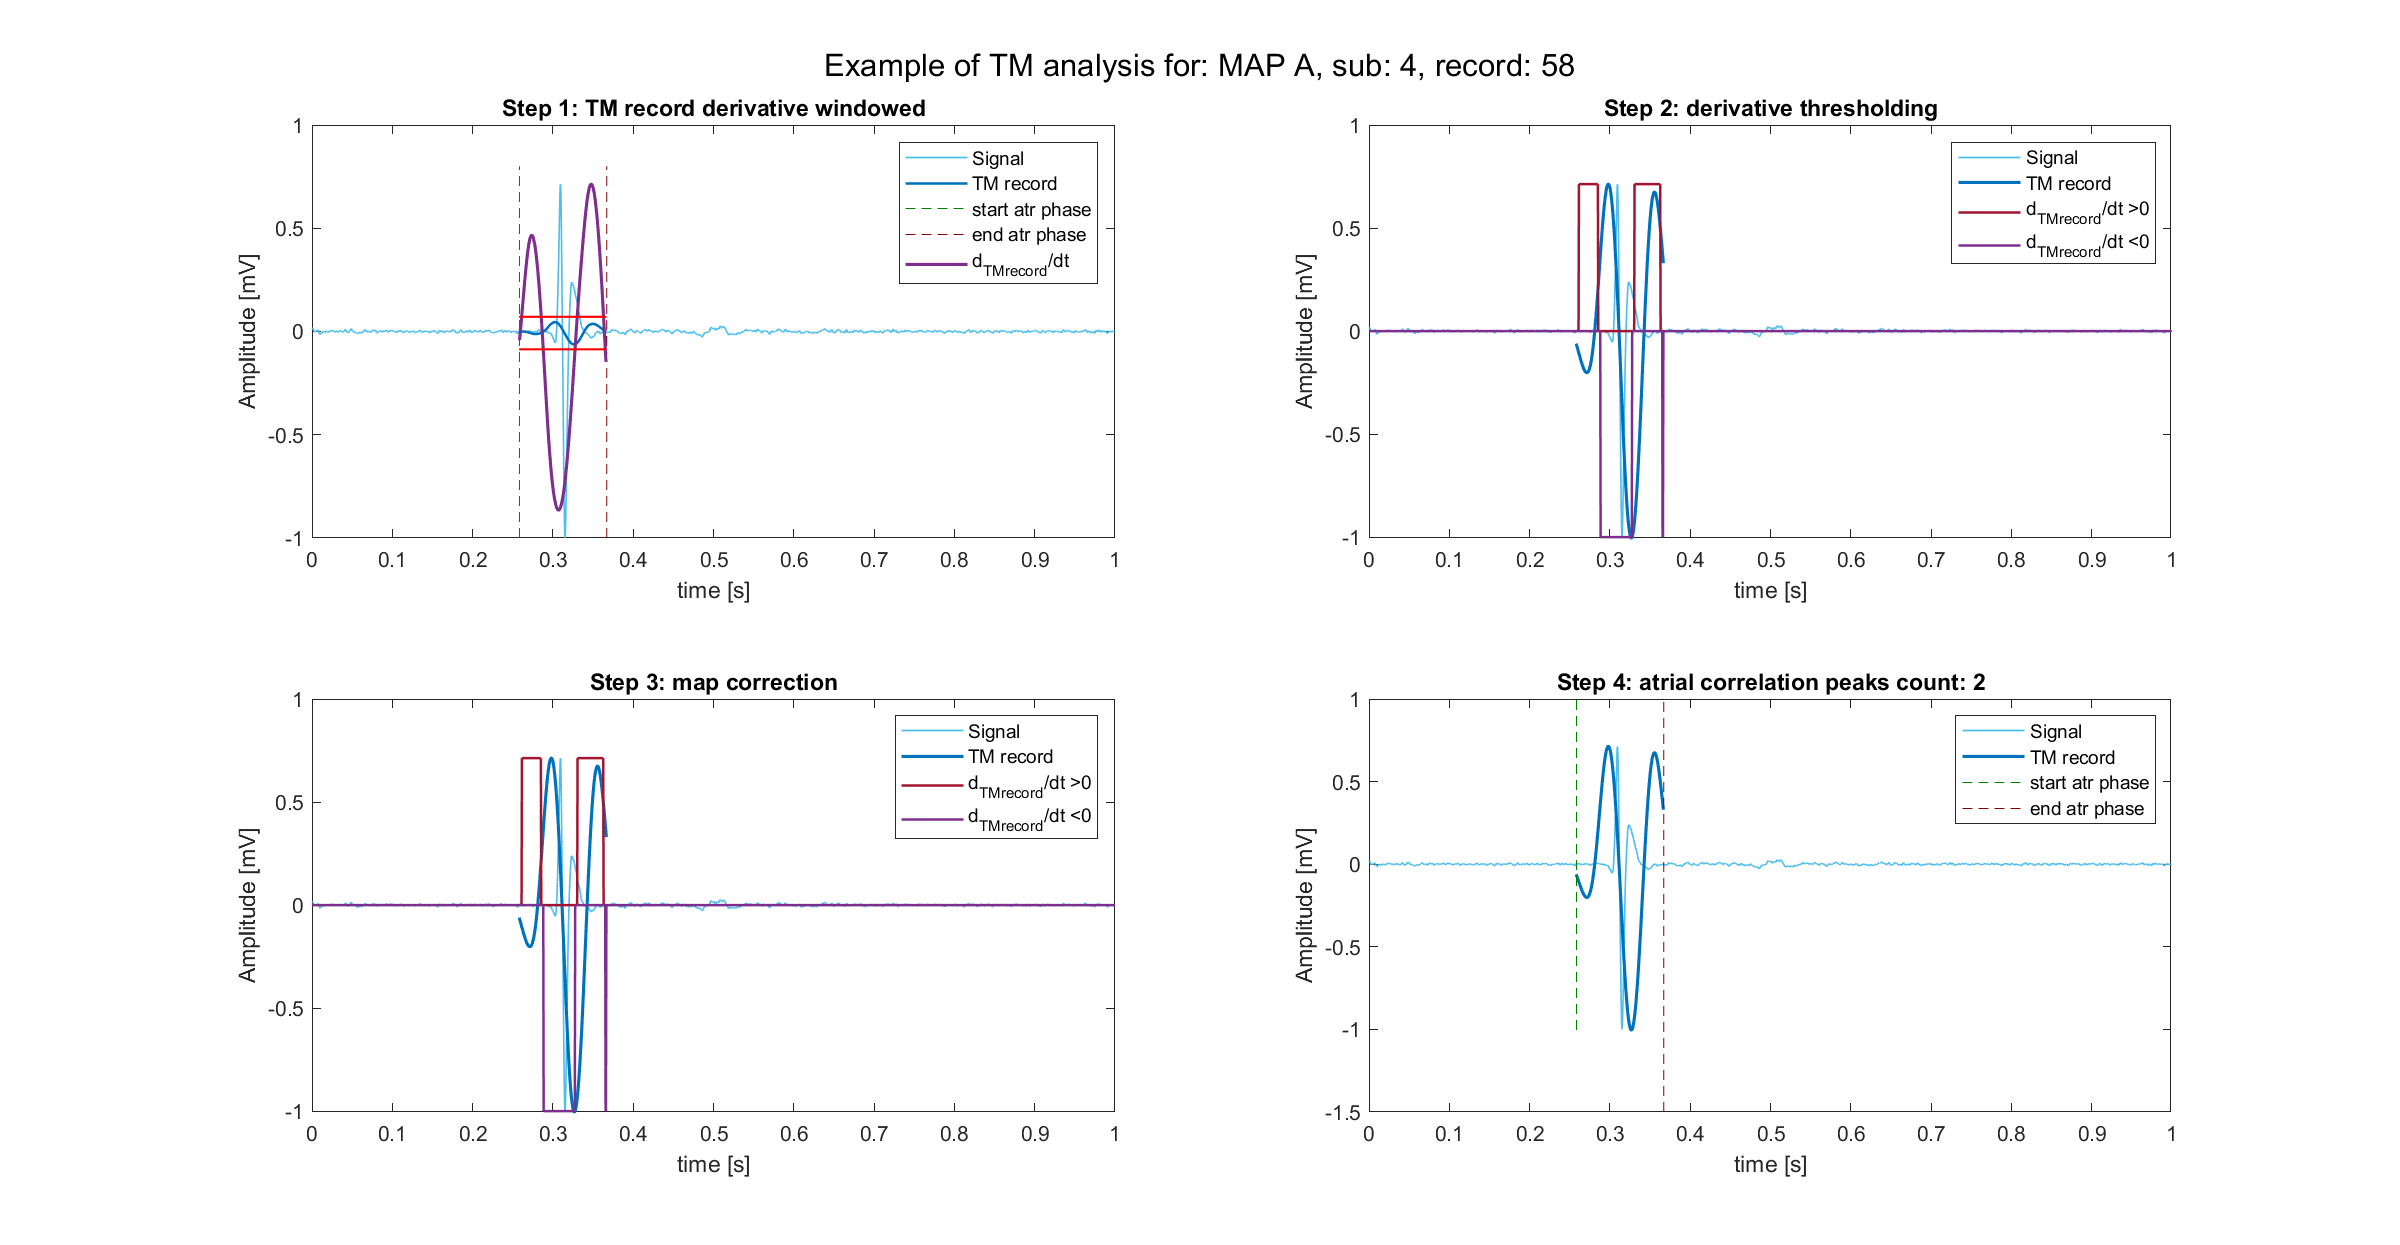 Example of TM analysis for: MAP A, sub: 4, record: 58
Step 1: TM record derivative windowed
1
0.5
0
-0.5
-1
Amplitude [mV]
0 0.1 0.2 0.3 0.4 0.5 0.6 0.7 0.8 0.9 1
time [s]
Signal
TM record
start atr phase
end atr phase
dTMrecord/dt
Step 2: derivative thresholding
1
0.5
0
-0.5
-1
Amplitude [mV]
0 0.1 0.2 0.3 0.4 0.5 0.6 0.7 0.8 0.9 1
time [s]
Signal
TM record
dTMrecord/dt >0
dTMrecord/dt <0
Step 3: map correction
1
0.5
0
-0.5
-1
Amplitude [mV]
0 0.1 0.2 0.3 0.4 0.5 0.6 0.7 0.8 0.9 1
time [s]
Signal
TM record
dTMrecord/dt >0
dTMrecord/dt <0
Step 4: atrial correlation peaks count: 2
1
0.5
0
-0.5
-1
-1.5
Amplitude [mV]
0 0.1 0.2 0.3 0.4 0.5 0.6 0.7 0.8 0.9 1
time [s]
Signal
TM record
start atr phase
end atr phase